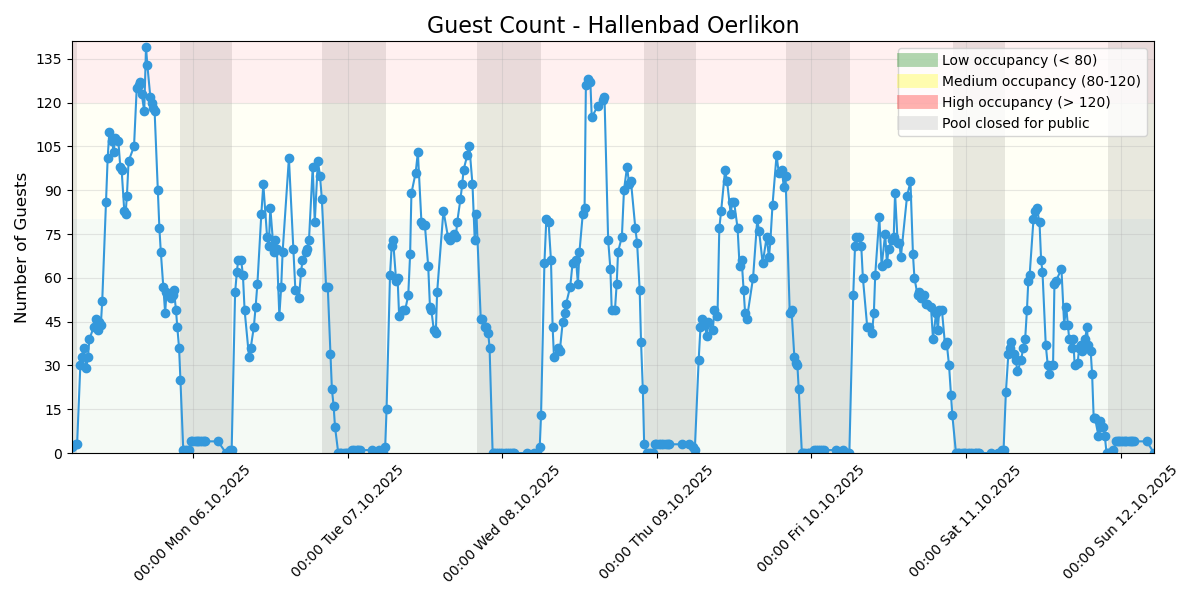 Guest Count - Hallenbad Oerlikon
Number of Guests
135
120
105
90
75
60
45
30
15
0
Low occupancy (< 80)
Medium occupancy (80-120)
High occupancy (> 120)
Pool closed for public
00:00 Mon 06.10.2025
00:00 Tue 07.10.2025
00:00 Wed 08.10.2025
00:00 Thu 09.10.2025
00:00 Fri 10.10.2025
00:00 Sat 11.10.2025
00:00 Sun 12.10.2025